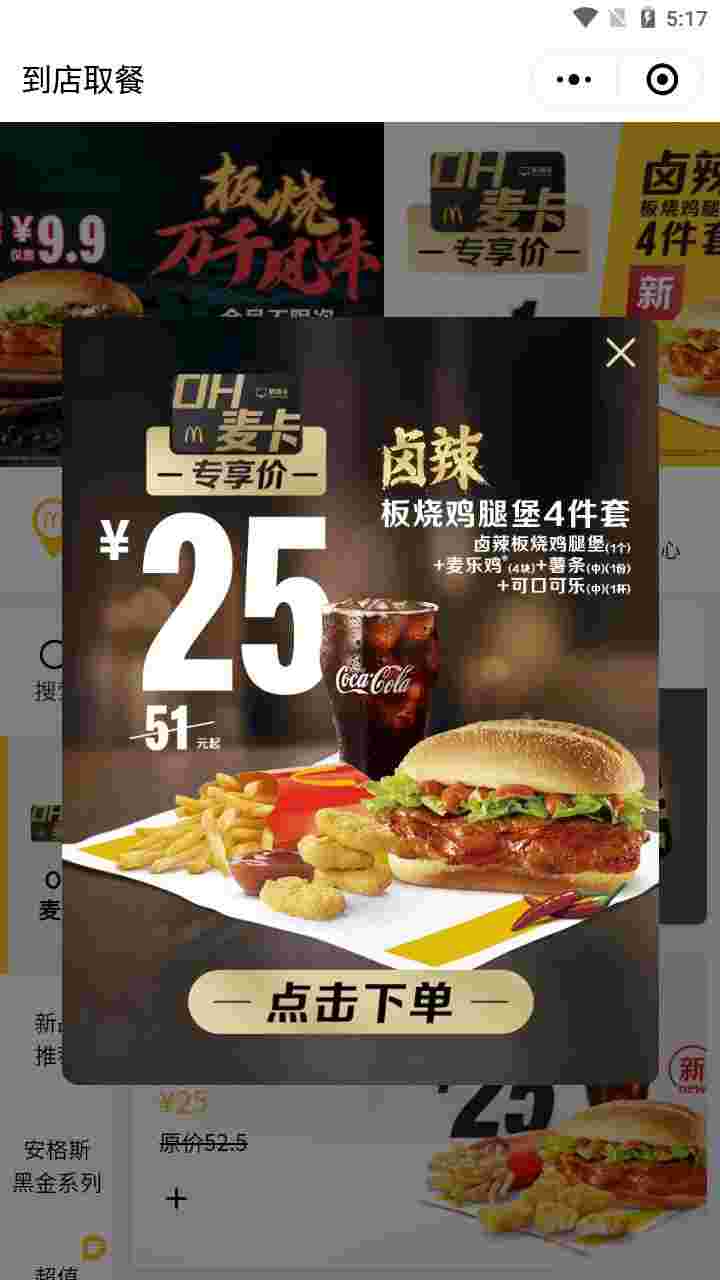 5:17
到店取餐
¥9.9
板烧
万千风味
OH
麦卡
专享价
卤辣
板烧鸡腿
4件套
新
OH
麦卡
专享价
¥25
51元起
卤辣
板烧鸡腿堡4件套
卤辣板烧鸡腿堡(1个)
+麦乐鸡(4块)+薯条(中)(1份)
+可口可乐(中)(1杯)
Coca-Cola
点击下单
OH
麦
新
推
¥25
原价52.5
+
25
新
new
安格斯
黑金系列
超值